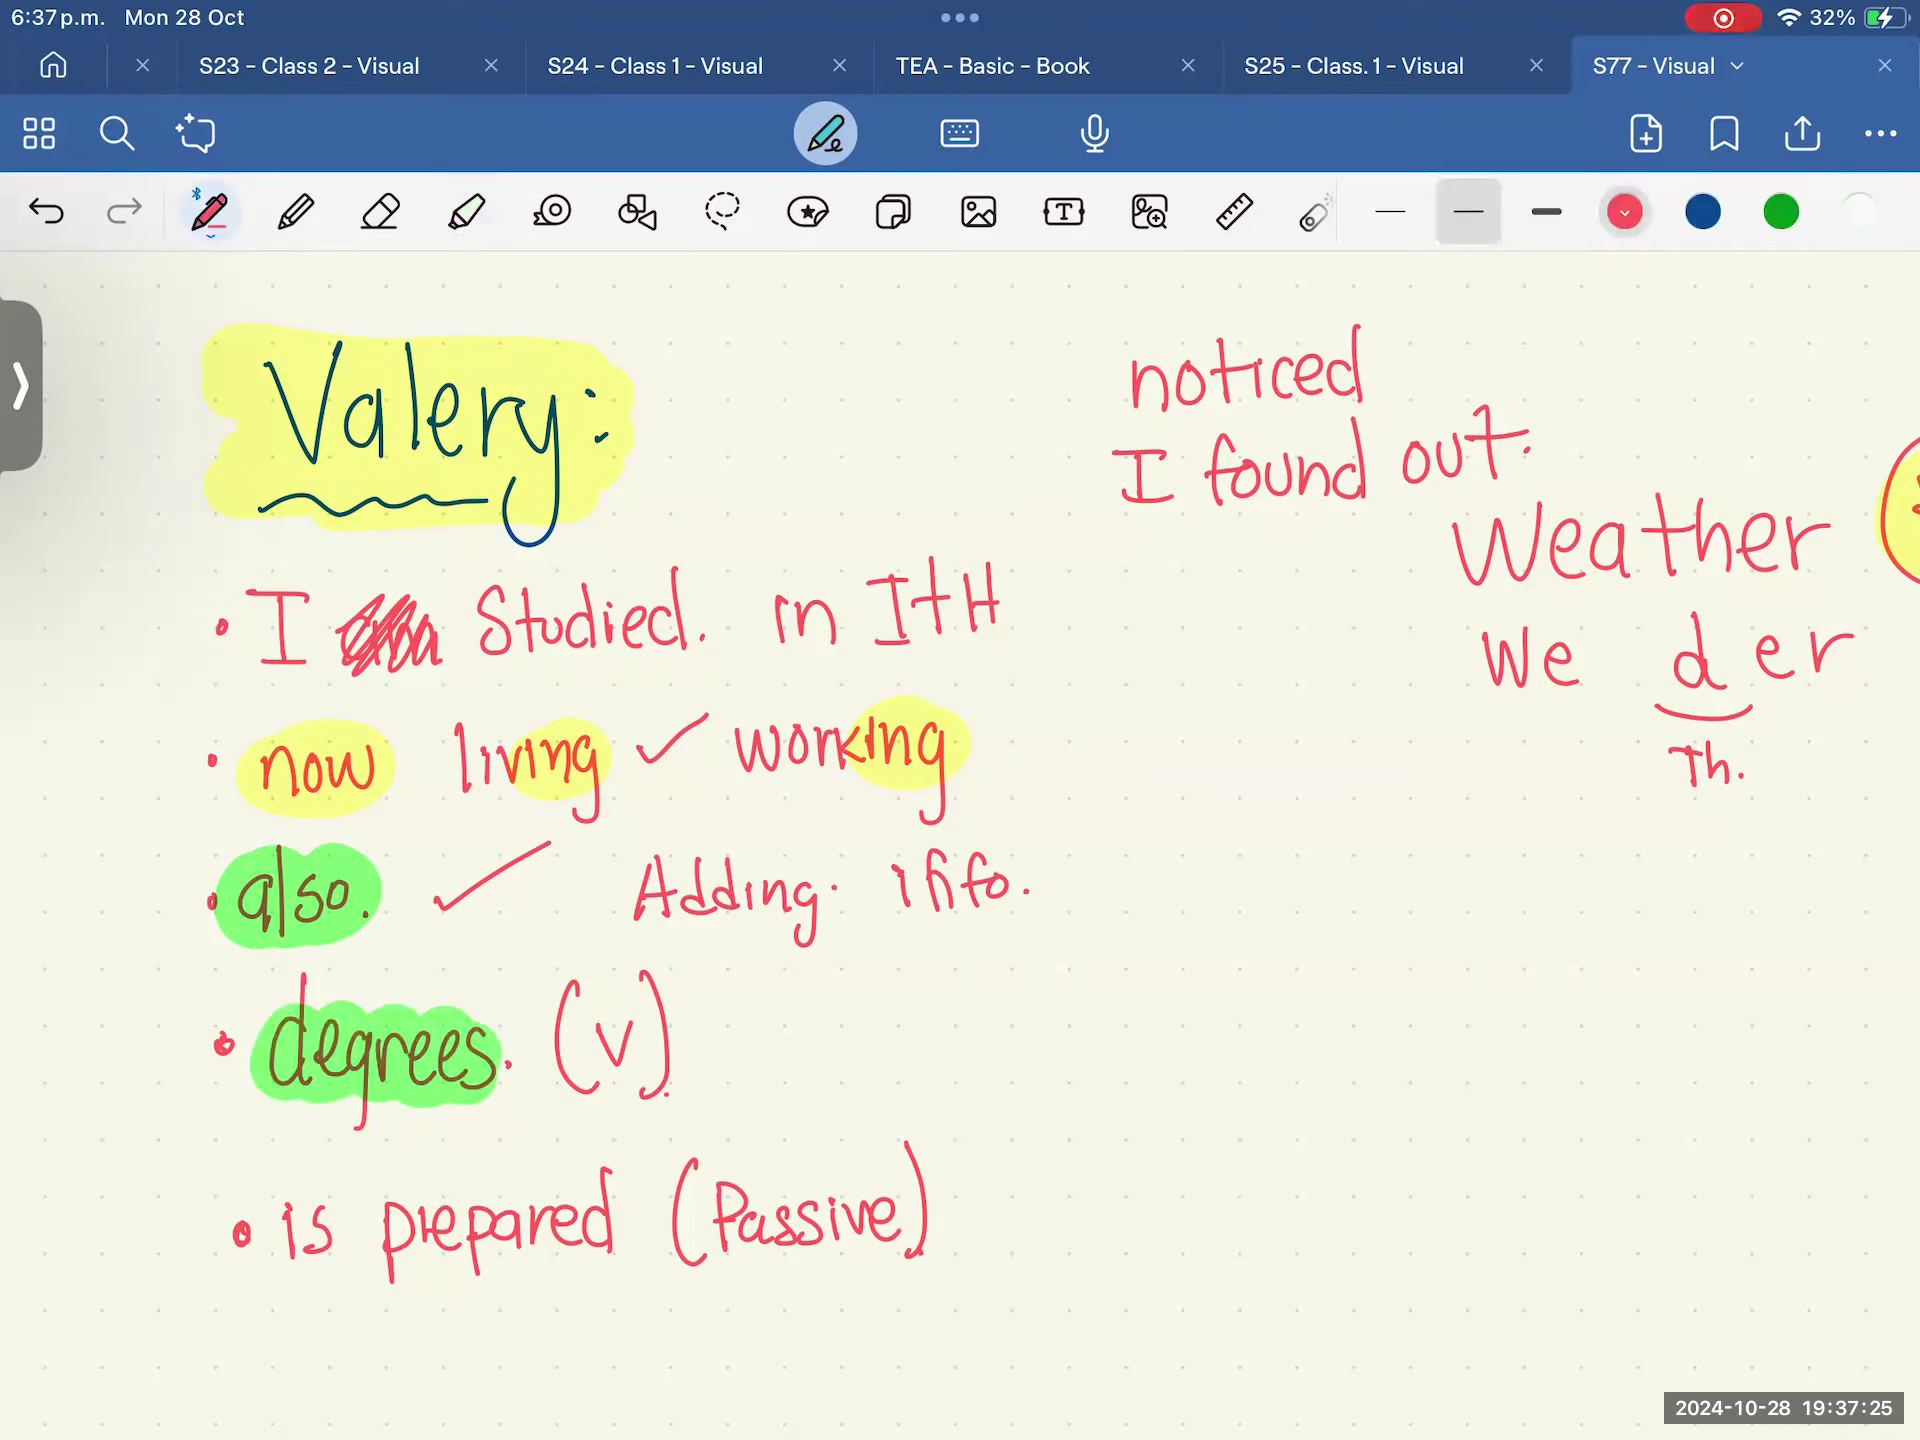 6:37 p.m. Mon 28 Oct 32%
S23 - Class 2 - Visual S24 - Class 1 - Visual TEA - Basic - Book S25 - Class. 1 - Visual S77 - Visual
Valery:
• I Studied. in ItH
• now living ✓ working
• also. ✓ Adding. info.
• degrees. (v).
• is prepared (Passive)
noticed
I found out.
Weather
We d er
Th.
2024-10-28 19:37:25